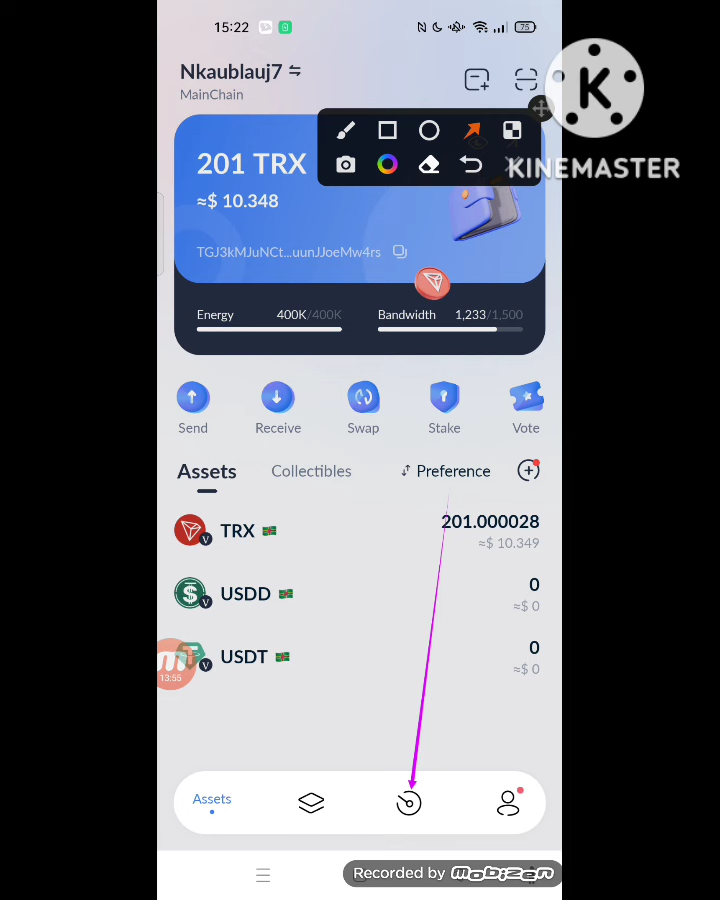 15:22
75
Nkaublauj7
MainChain
201 TRX
≈$ 10.348
KINEMASTER
TGJ3kMJuNCt...uunJJoeMw4rs
Energy 400K/400K Bandwidth 1,233/1,500
Send Receive Swap Stake Vote
Assets Collectibles Preference
TRX 201.000028
≈$ 10.349
USDD 0
≈$ 0
USDT 0
≈$ 0
13:55
Assets
Recorded by mobizen